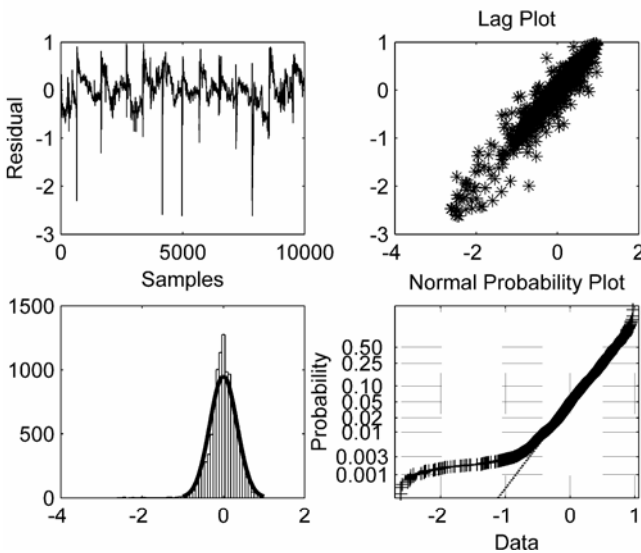 Lag Plot
1
0
-1
-2
-3
Residual
0 5000 10000
Samples
1
0
-1
-2
-3
-4 -2 0 2
Normal Probability Plot
1500
1000
500
0
-4 -2 0 2
Probability
0.50
0.25
0.10
0.05
0.02
0.01
0.003
0.001
-2 -1 0 1
Data